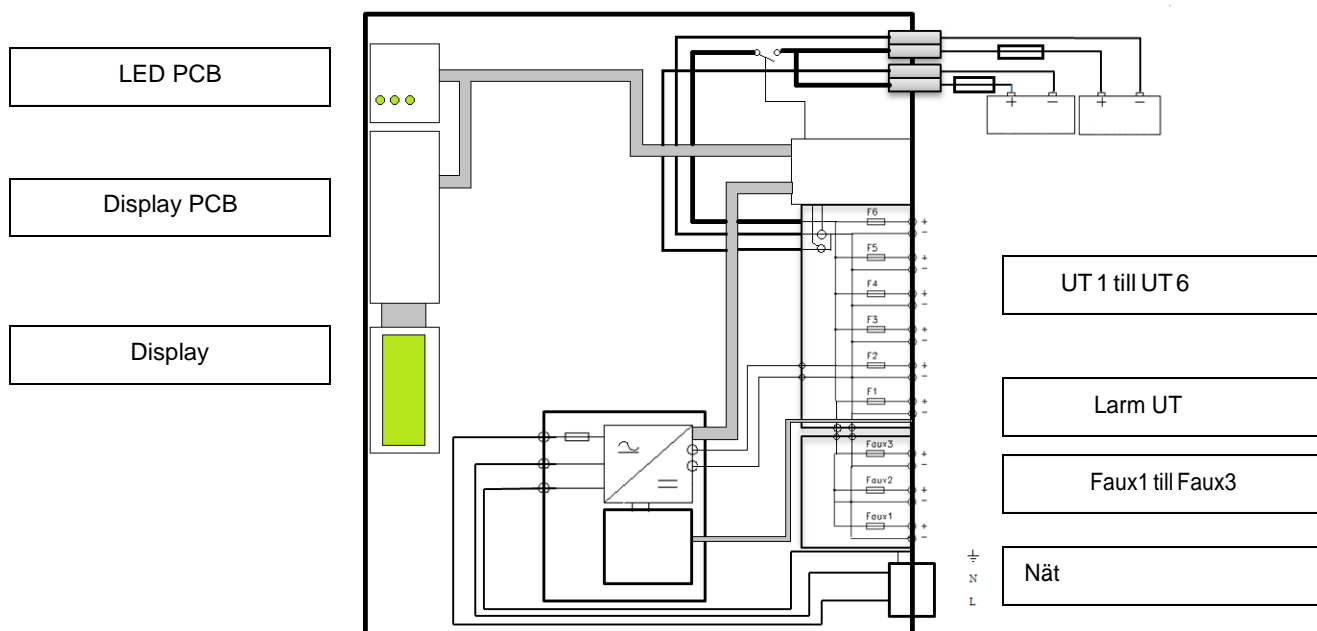 LED PCB
Display PCB
Display
+ − + −
F6 + −
F5 + −
F4 + −
F3 + −
F2 + −
F1 + −
Faux3 + −
Faux2 + −
Faux1 + −
UT 1 till UT 6
Larm UT
Faux1 till Faux3
Nät
N
L